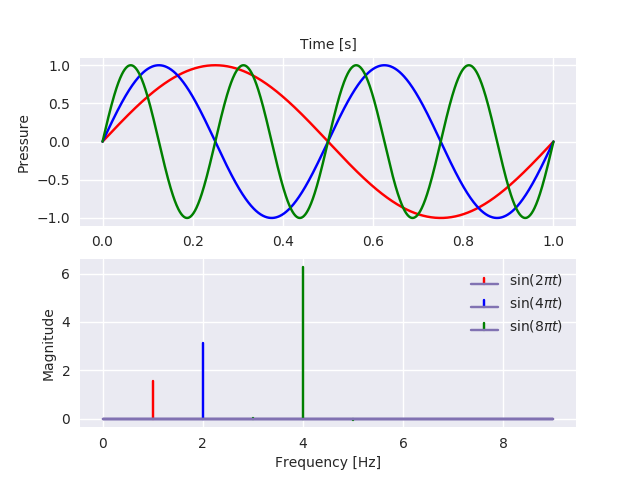 Time [s]
1.0
0.5
0.0
−0.5
−1.0
Pressure
0.0 0.2 0.4 0.6 0.8 1.0
6
4
2
0
Magnitude
sin(2πt)
sin(4πt)
sin(8πt)
0 2 4 6 8
Frequency [Hz]